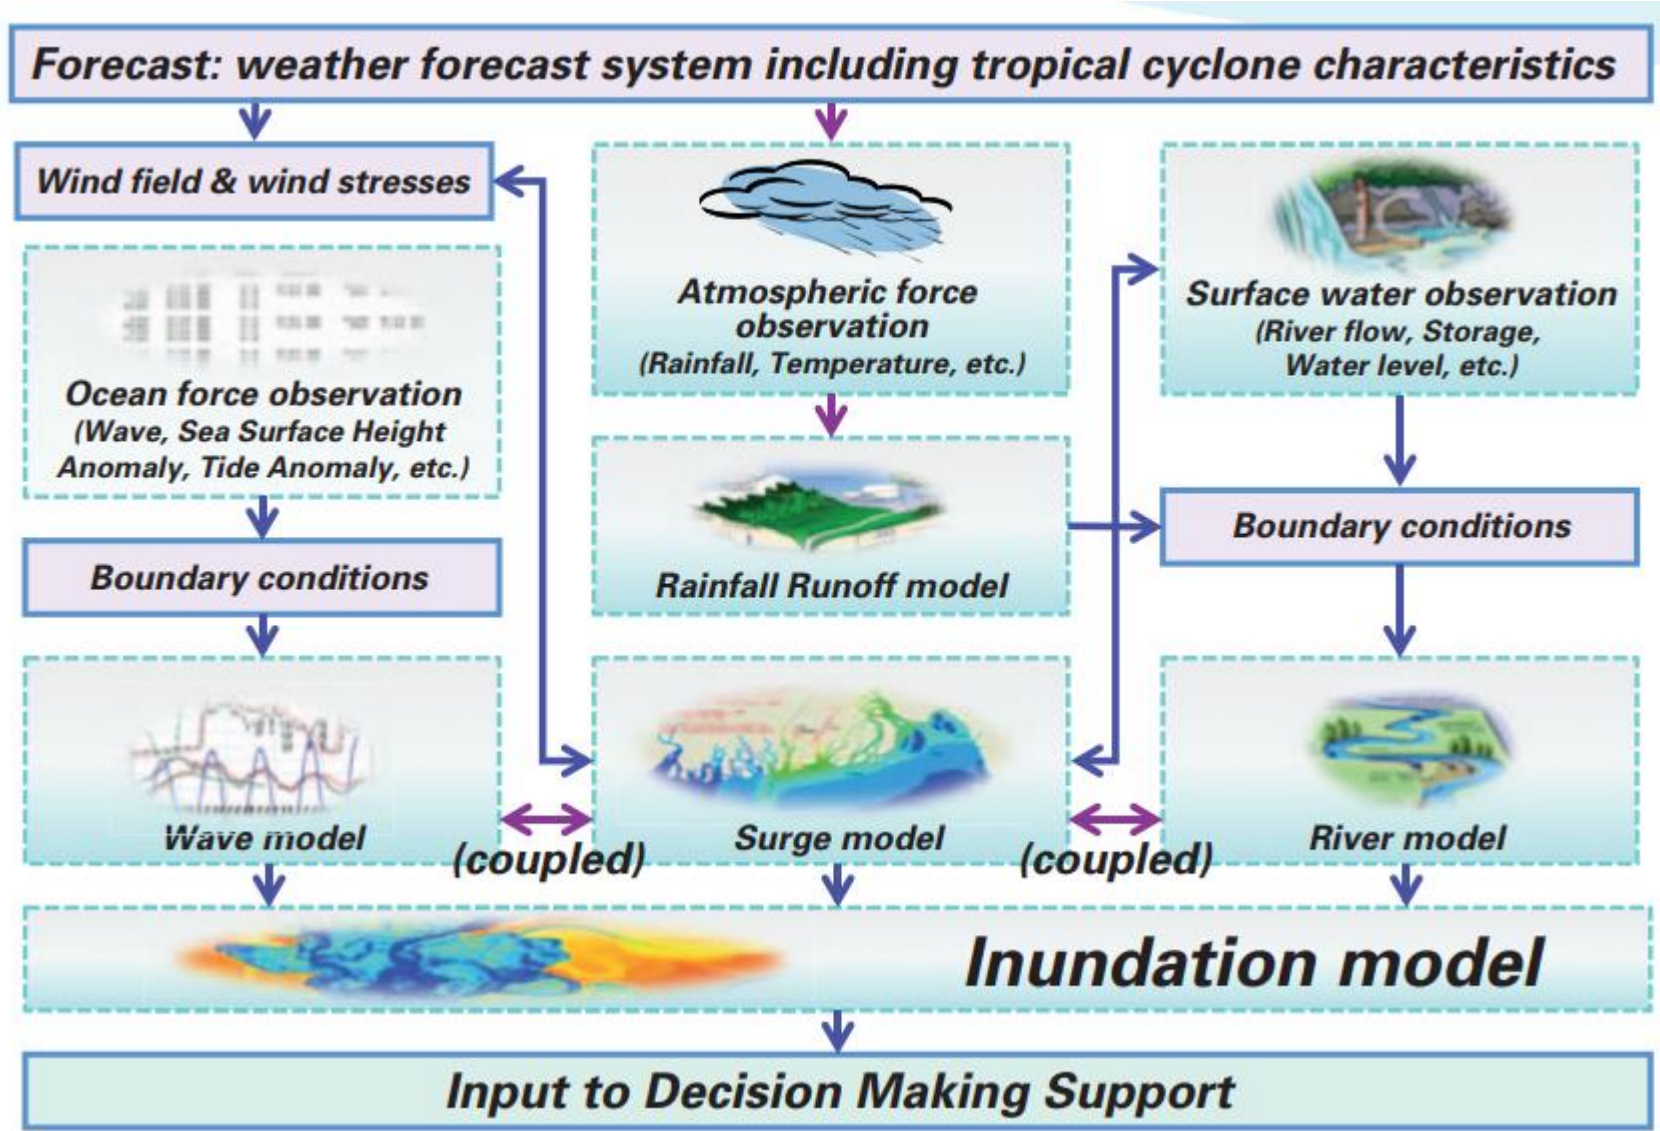 Forecast: weather forecast system including tropical cyclone characteristics
Wind field & wind stresses
Ocean force observation
(Wave, Sea Surface Height
Anomaly, Tide Anomaly, etc.)
Boundary conditions
Wave model
Atmospheric force
observation
(Rainfall, Temperature, etc.)
Rainfall Runoff model
Surge model
Surface water observation
(River flow, Storage,
Water level, etc.)
Boundary conditions
River model
(coupled)
(coupled)
Inundation model
Input to Decision Making Support